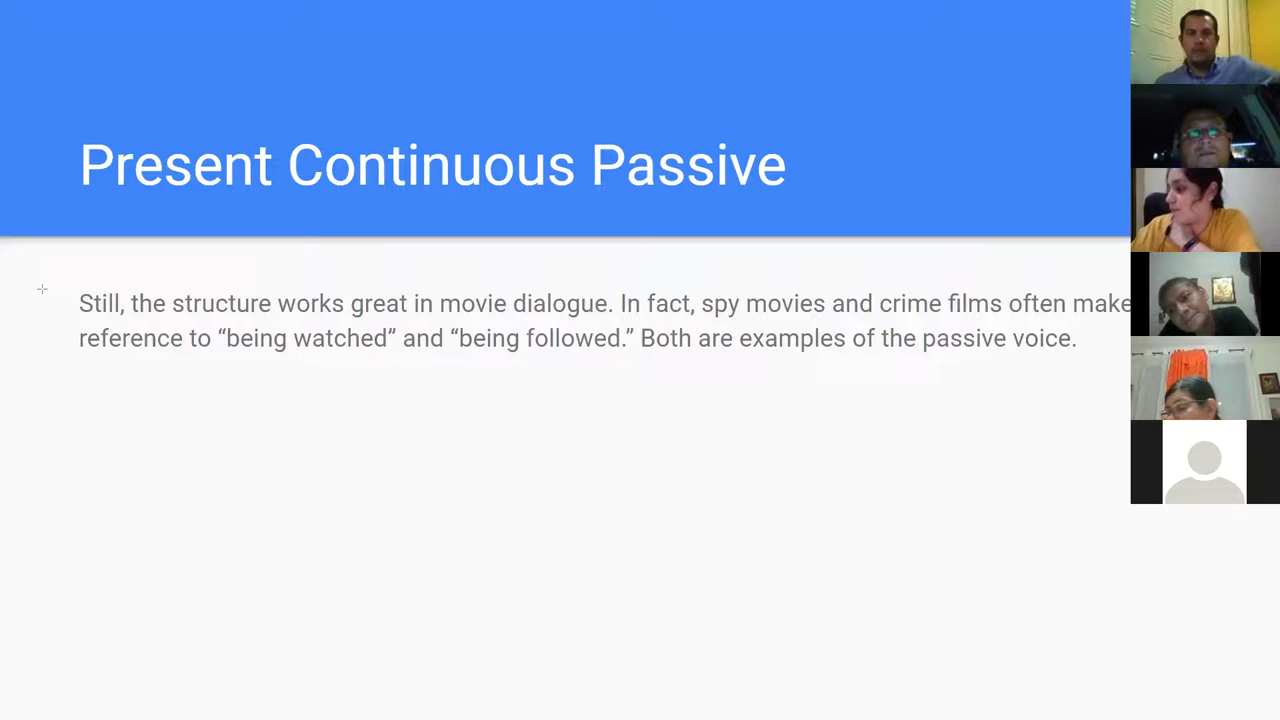 Present Continuous Passive
Still, the structure works great in movie dialogue. In fact, spy movies and crime films often make
reference to “being watched” and “being followed.” Both are examples of the passive voice.